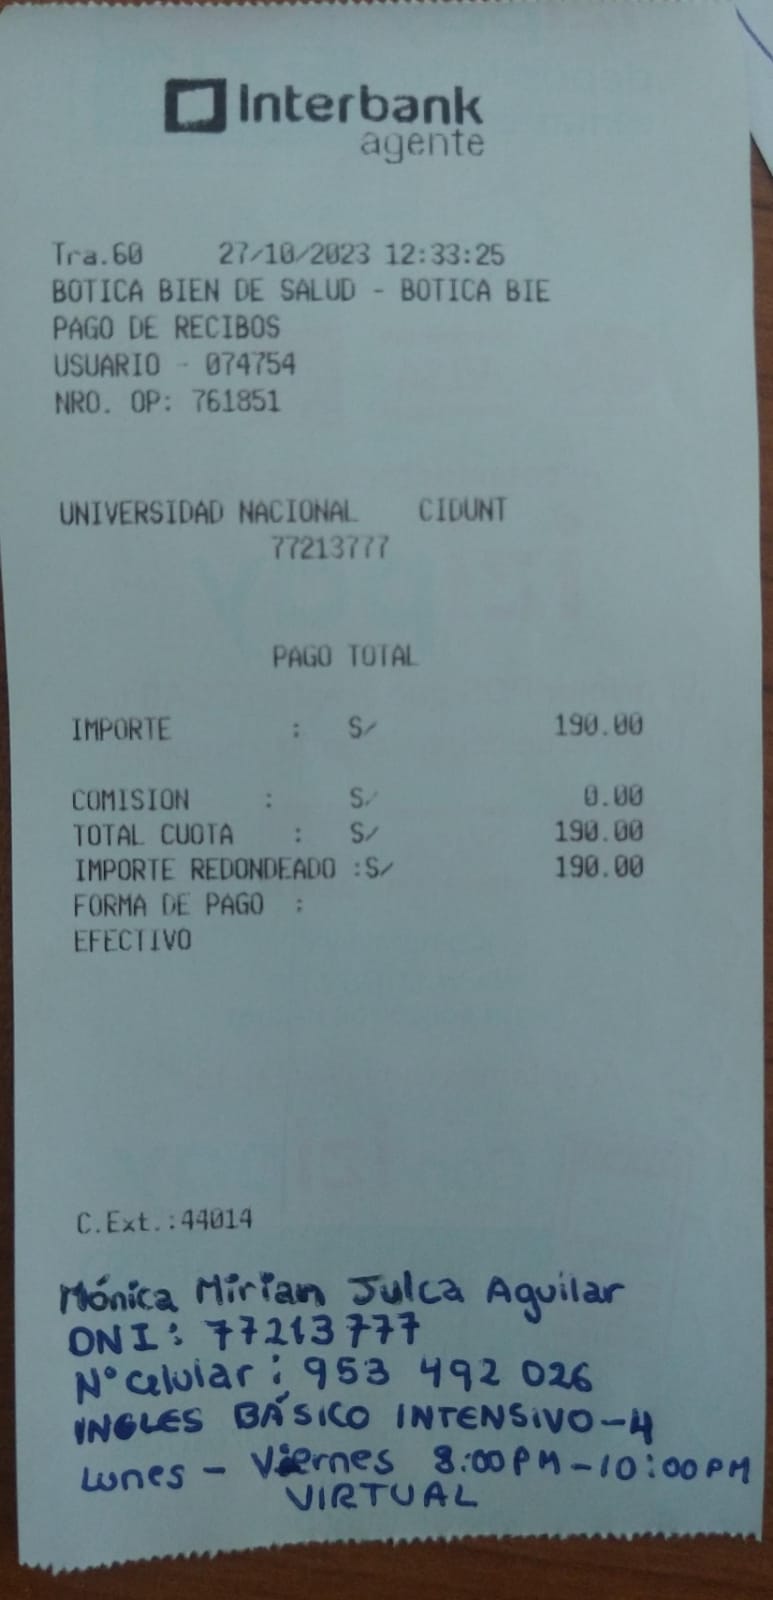 Interbank
agente
Tra.60 27/10/2023 12:33:25
BOTICA BIEN DE SALUD - BOTICA BIE
PAGO DE RECIBOS
USUARIO - 074754
NRO. OP: 761851
UNIVERSIDAD NACIONAL CIDUNT
77213777
PAGO TOTAL
IMPORTE : S/ 190.00
COMISION : S/ 0.00
TOTAL CUOTA : S/ 190.00
IMPORTE REDONDEADO :S/ 190.00
FORMA DE PAGO :
EFECTIVO
C.Ext.:44014
Mónica Mirian Julca Aguilar
DNI: 77213777
N° Celular: 953 492 026
INGLES BÁSICO INTENSIVO-4
Lunes - Viernes 8:00PM-10:00PM
VIRTUAL